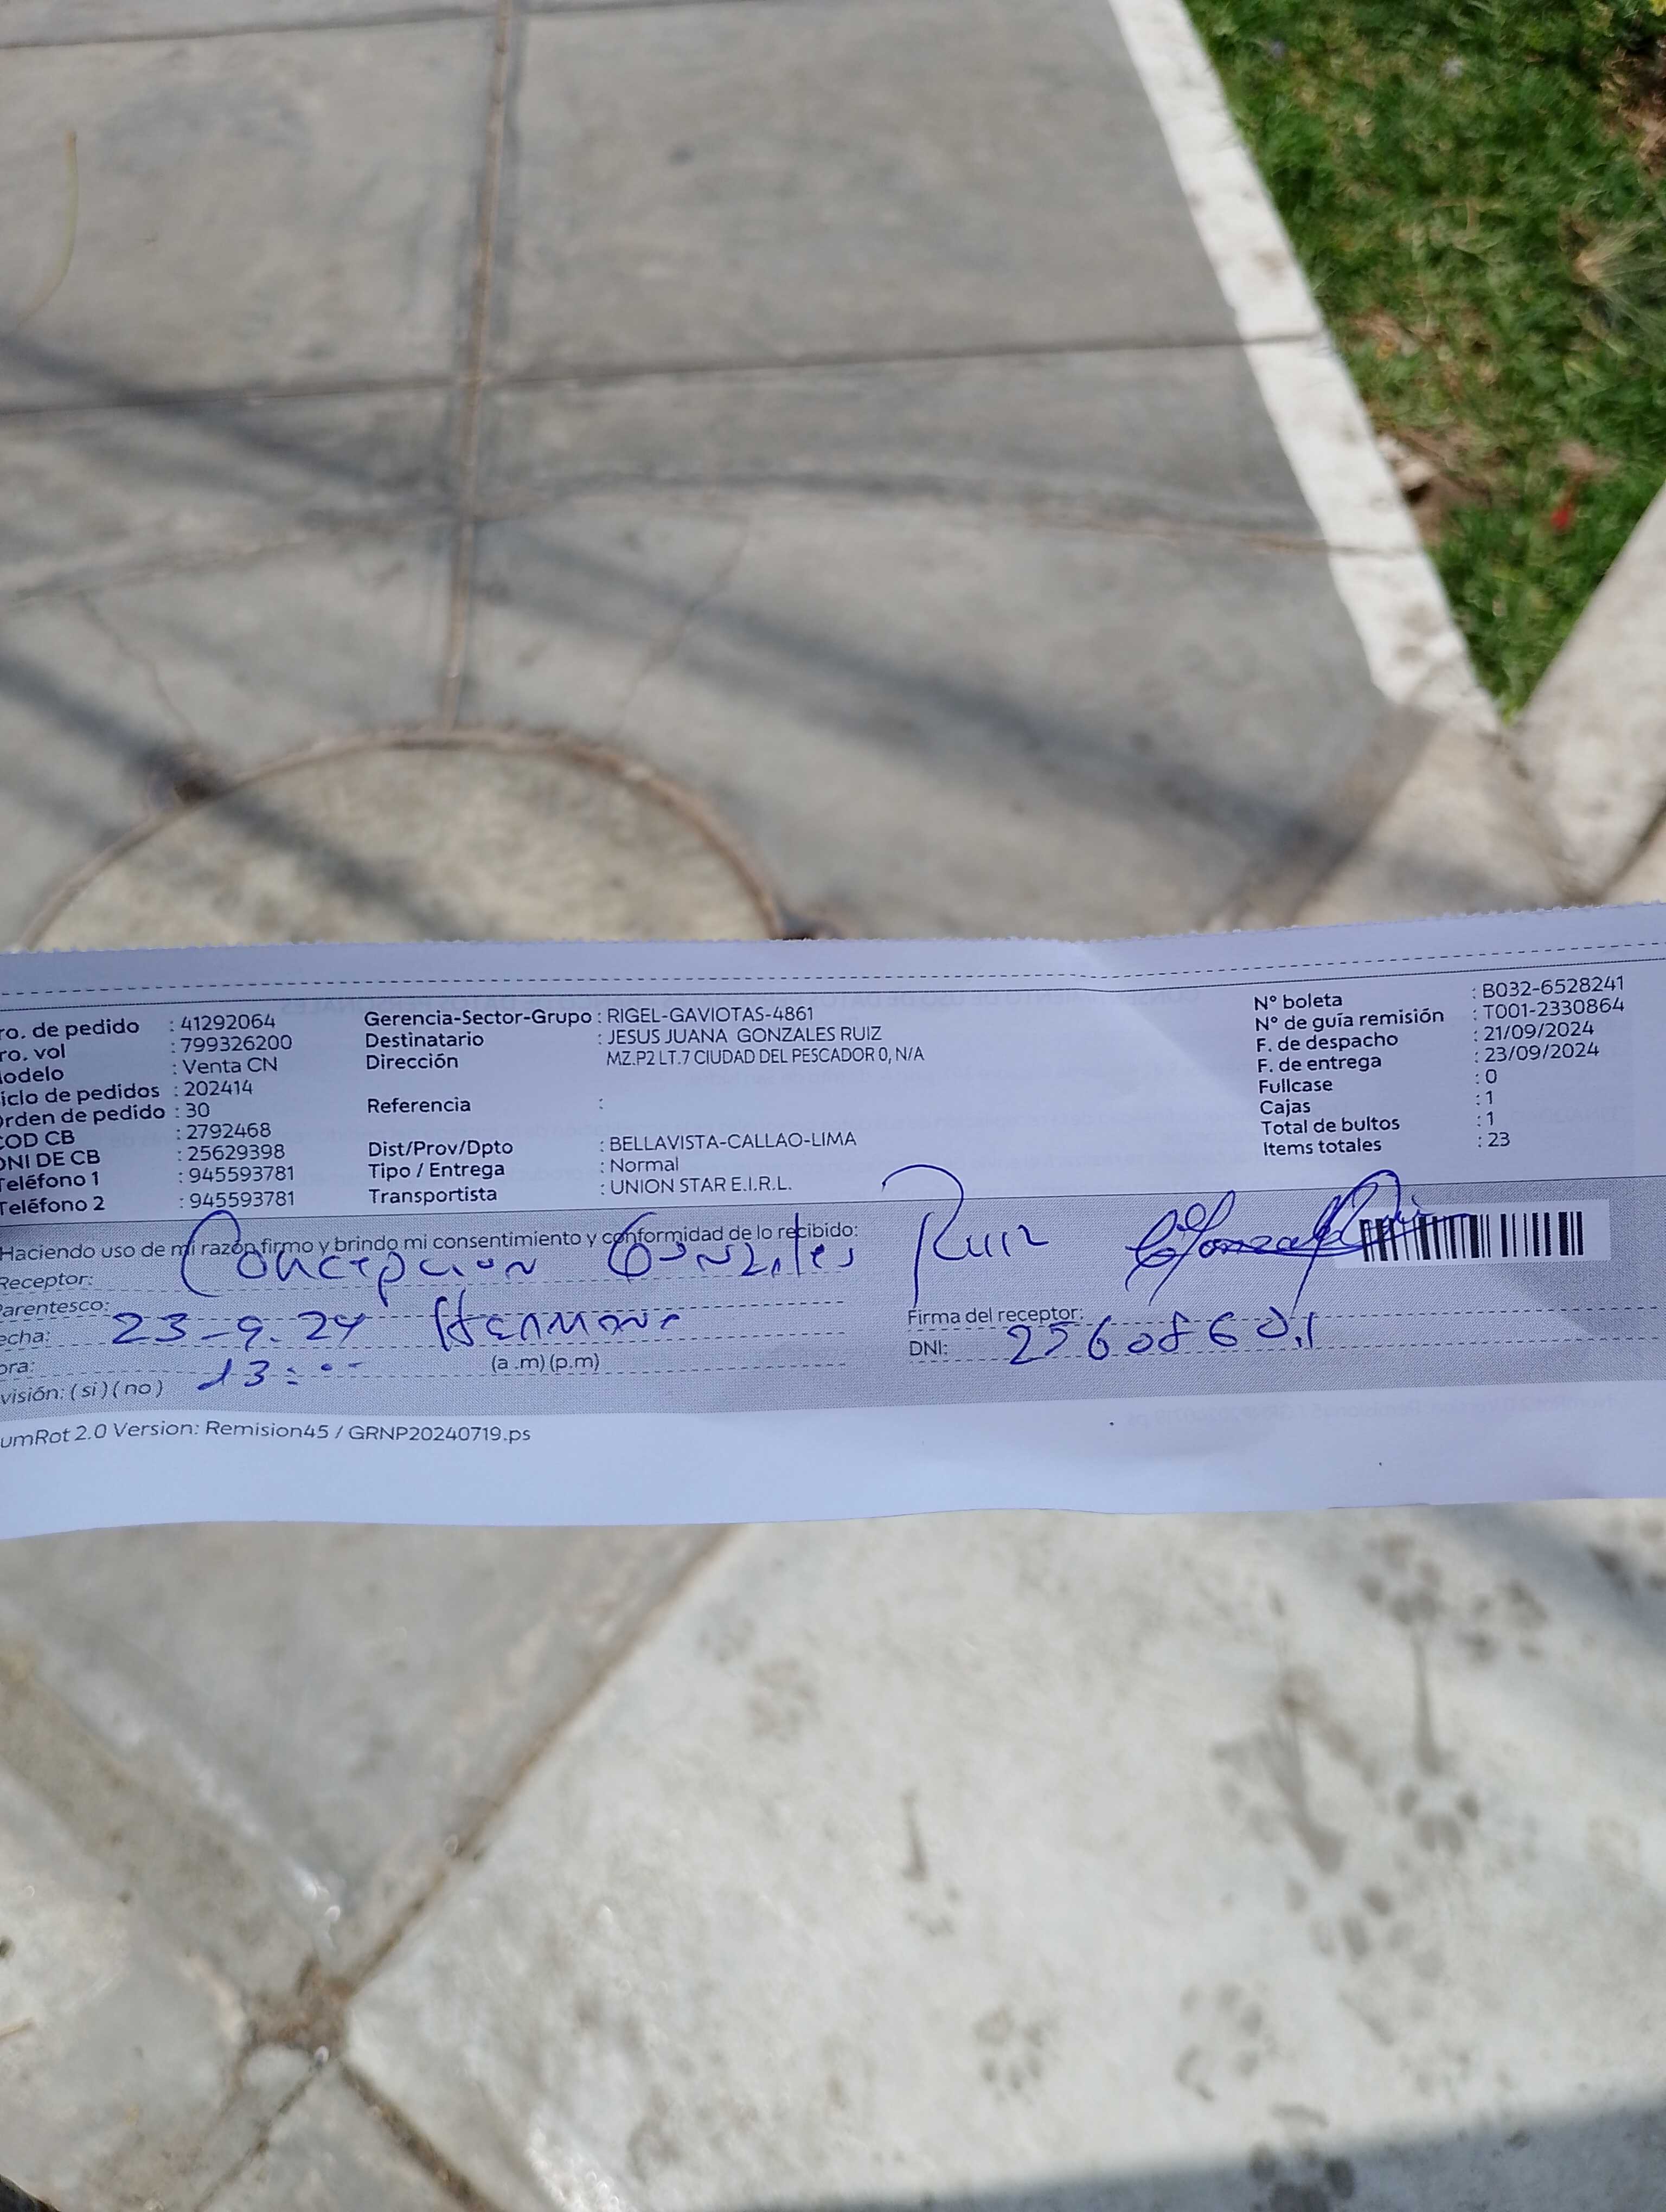 ro. de pedido : 41292064 Gerencia-Sector-Grupo : RIGEL-GAVIOTAS-4861 N° boleta : B032-6528241
ro. vol : 799326200 Destinatario : JESUS JUANA GONZALES RUIZ N° de guía remisión : T001-2330864
odelo : Venta CN Dirección MZ.P2 LT.7 CIUDAD DEL PESCADOR 0, N/A F. de despacho : 21/09/2024
iclo de pedidos : 202414 F. de entrega : 23/09/2024
rden de pedido : 30 Referencia : Fullcase : 0
COD CB : 2792468 Cajas : 1
DNI DE CB : 25629398 Dist/Prov/Dpto : BELLAVISTA-CALLAO-LIMA Total de bultos : 1
Teléfono 1 : 945593781 Tipo / Entrega : Normal Items totales : 23
Teléfono 2 : 945593781 Transportista : UNION STAR E.I.R.L.
Haciendo uso de mi razón firmo y brindo mi consentimiento y conformidad de lo recibido:
Receptor: Concepcion Gonzales Ruiz
Parentesco: Hermana Firma del receptor:
echa: 23-9-24 DNI: 25608601
ora: 13:00 (a .m) (p.m)
visión: ( si ) ( no )
umRot 2.0 Version: Remision45 / GRNP20240719.ps